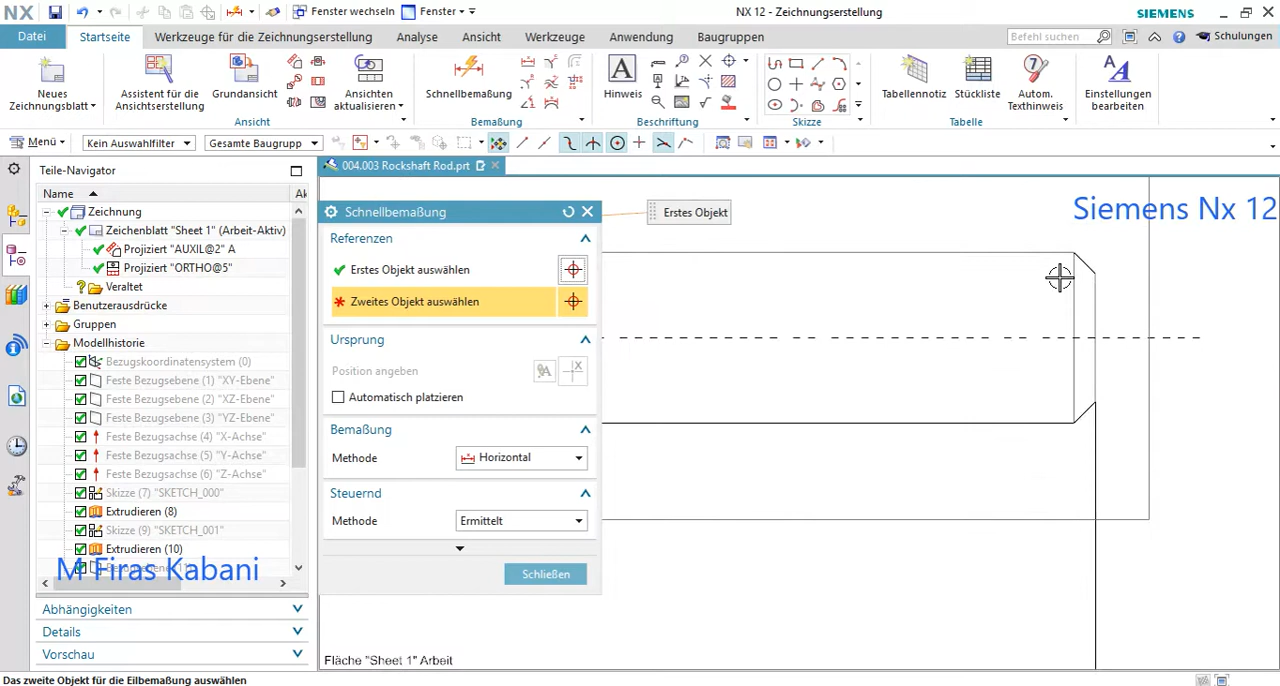 NX
Fenster wechseln
Fenster
NX 12 - Zeichnungserstellung
SIEMENS
Datei
Startseite
Werkzeuge für die Zeichnungserstellung
Analyse
Ansicht
Werkzeuge
Anwendung
Baugruppen
Befehl suchen
Schulungen
Neues
Zeichnungsblatt
Assistent für die
Ansichtserstellung
Grundansicht
Ansichten
aktualisieren
Schnellbemaßung
Hinweis
Tabellennotiz
Stückliste
Autom.
Texthinweis
Einstellungen
bearbeiten
Ansicht
Bemaßung
Beschriftung
Skizze
Tabelle
Menü
Kein Auswahlfilter
Gesamte Baugruppe
Teile-Navigator
004.003 Rockshaft Rod.prt
Name
Ak
Zeichnung
Zeichenblatt "Sheet 1" (Arbeit-Aktiv)
Projiziert "AUXIL@2" A
Projiziert "ORTHO@5"
Veraltet
Benutzerausdrücke
Gruppen
Modellhistorie
Bezugskoordinatensystem (0)
Feste Bezugsebene (1) "XY-Ebene"
Feste Bezugsebene (2) "XZ-Ebene"
Feste Bezugsebene (3) "YZ-Ebene"
Feste Bezugsachse (4) "X-Achse"
Feste Bezugsachse (5) "Y-Achse"
Feste Bezugsachse (6) "Z-Achse"
Skizze (7) "SKETCH_000"
Extrudieren (8)
Skizze (9) "SKETCH_001"
Extrudieren (10)
M Firas Kabani
Abhängigkeiten
Details
Vorschau
Schnellbemaßung
Referenzen
Erstes Objekt auswählen
Zweites Objekt auswählen
Ursprung
Position angeben
Automatisch platzieren
Bemaßung
Methode
Horizontal
Steuernd
Methode
Ermittelt
Schließen
Erstes Objekt
Siemens Nx 12
Fläche "Sheet 1" Arbeit
Das zweite Objekt für die Eilbemaßung auswählen